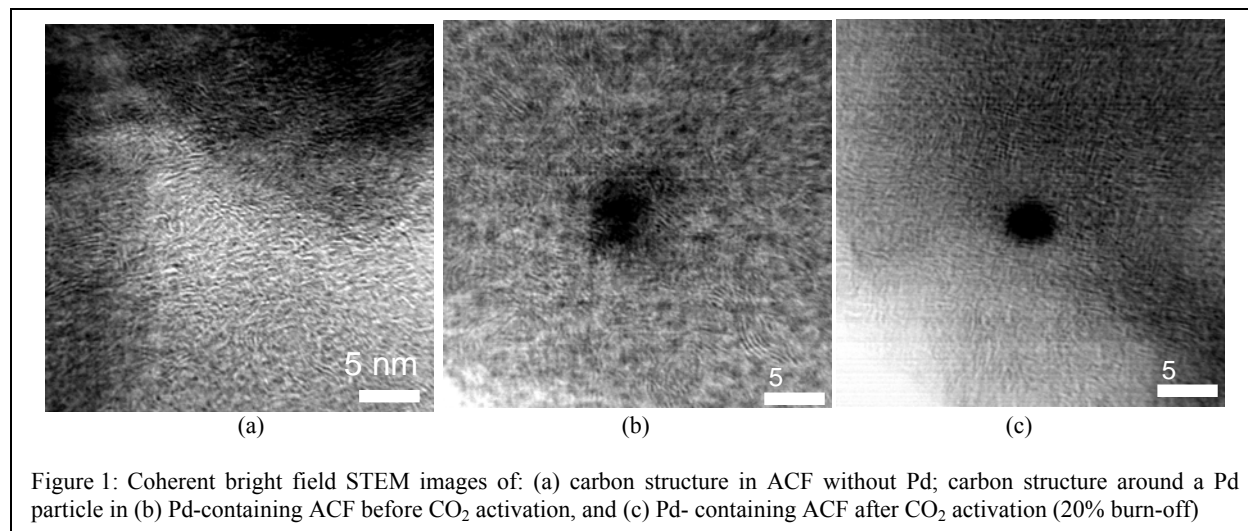 5 nm
5
5
(a)
(b)
(c)
Figure 1: Coherent bright field STEM images of: (a) carbon structure in ACF without Pd; carbon structure around a Pd
particle in (b) Pd-containing ACF before CO₂ activation, and (c) Pd- containing ACF after CO₂ activation (20% burn-off)